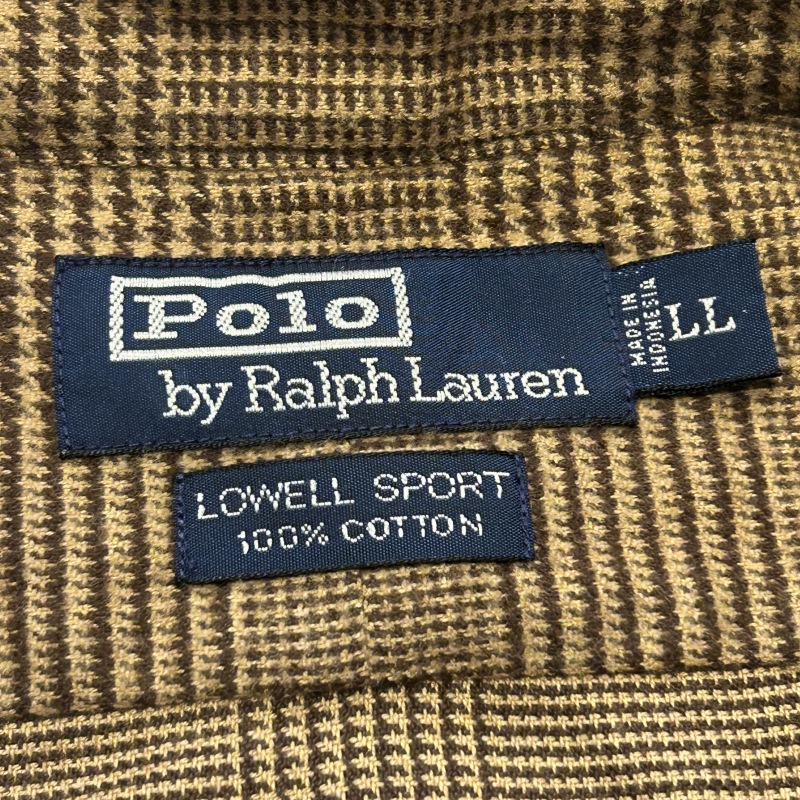 Polo
by Ralph Lauren
MADE IN
INDONESIA
LL
LOWELL SPORT
100% COTTON